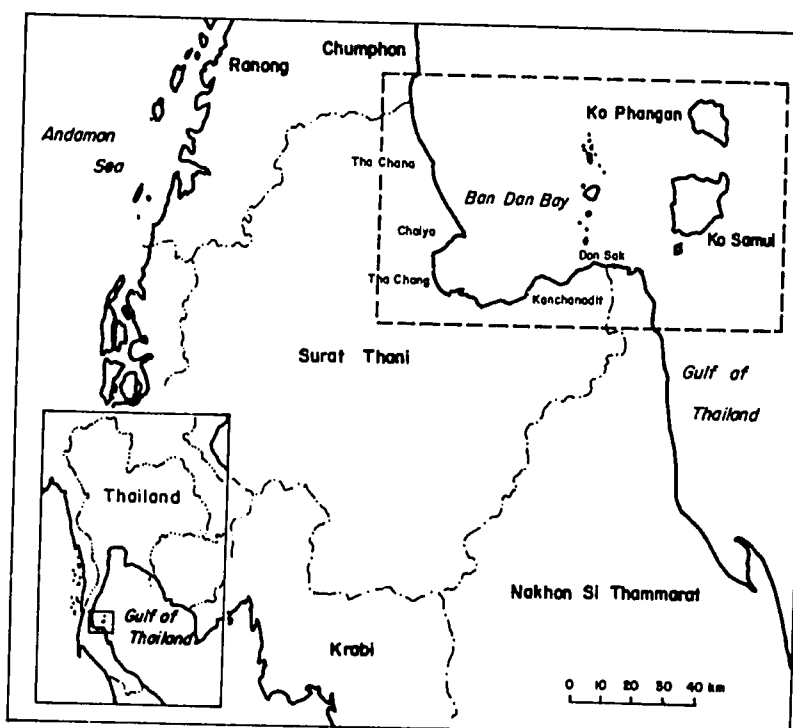 Chumphon
Ranong
Ko Phangan
Andaman
Sea
Tha Chana
Ban Don Bay
Chaiya
Ko Samui
Don Sak
Tha Chang
Kanchanadit
Surat Thani
Gulf of
Thailand
Thailand
Nakhon Si Thammarat
Gulf of
Thailand
Krabi
0 10 20 40 km